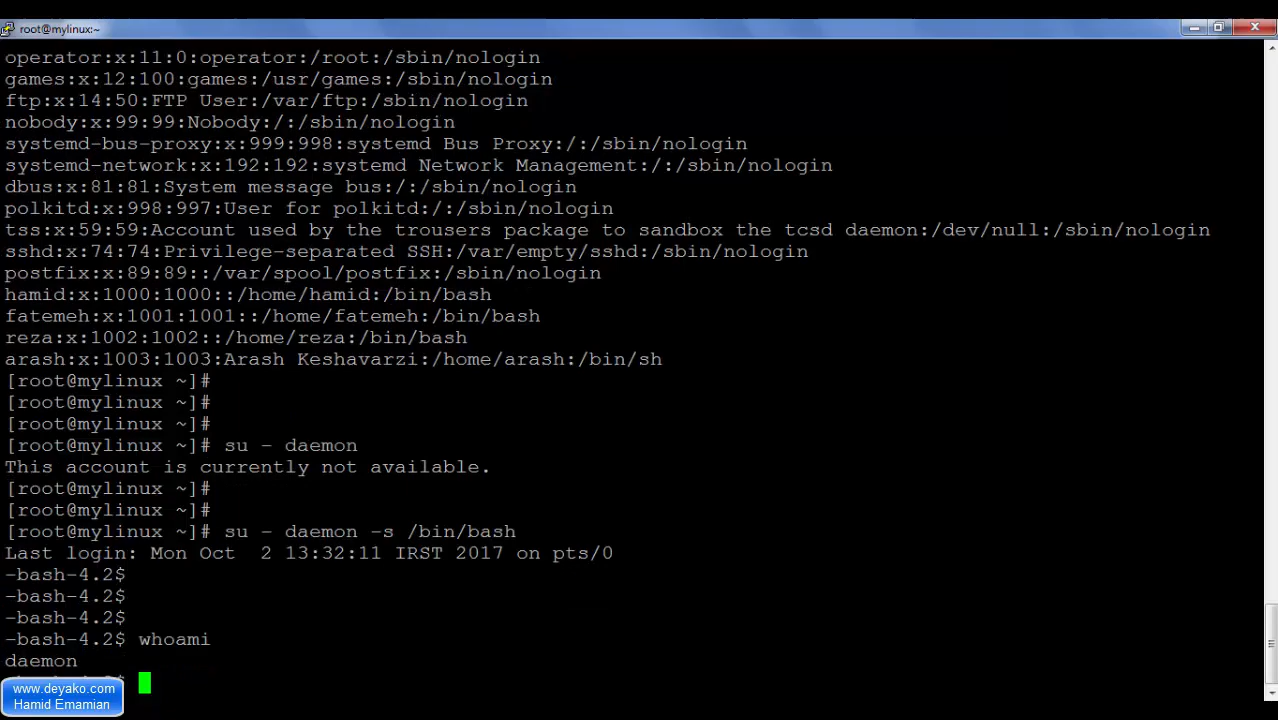 root@mylinux:~
operator:x:11:0:operator:/root:/sbin/nologin
games:x:12:100:games:/usr/games:/sbin/nologin
ftp:x:14:50:FTP User:/var/ftp:/sbin/nologin
nobody:x:99:99:Nobody:/:/sbin/nologin
systemd-bus-proxy:x:999:998:systemd Bus Proxy:/:/sbin/nologin
systemd-network:x:192:192:systemd Network Management:/:/sbin/nologin
dbus:x:81:81:System message bus:/:/sbin/nologin
polkitd:x:998:997:User for polkitd:/:/sbin/nologin
tss:x:59:59:Account used by the trousers package to sandbox the tcsd daemon:/dev/null:/sbin/nologin
sshd:x:74:74:Privilege-separated SSH:/var/empty/sshd:/sbin/nologin
postfix:x:89:89::/var/spool/postfix:/sbin/nologin
hamid:x:1000:1000::/home/hamid:/bin/bash
fatemeh:x:1001:1001::/home/fatemeh:/bin/bash
reza:x:1002:1002::/home/reza:/bin/bash
arash:x:1003:1003:Arash Keshavarzi:/home/arash:/bin/sh
[root@mylinux ~]#
[root@mylinux ~]#
[root@mylinux ~]#
[root@mylinux ~]# su - daemon
This account is currently not available.
[root@mylinux ~]#
[root@mylinux ~]#
[root@mylinux ~]# su - daemon -s /bin/bash
Last login: Mon Oct  2 13:32:11 IRST 2017 on pts/0
-bash-4.2$
-bash-4.2$
-bash-4.2$
-bash-4.2$ whoami
daemon
www.deyako.com
Hamid Emamian